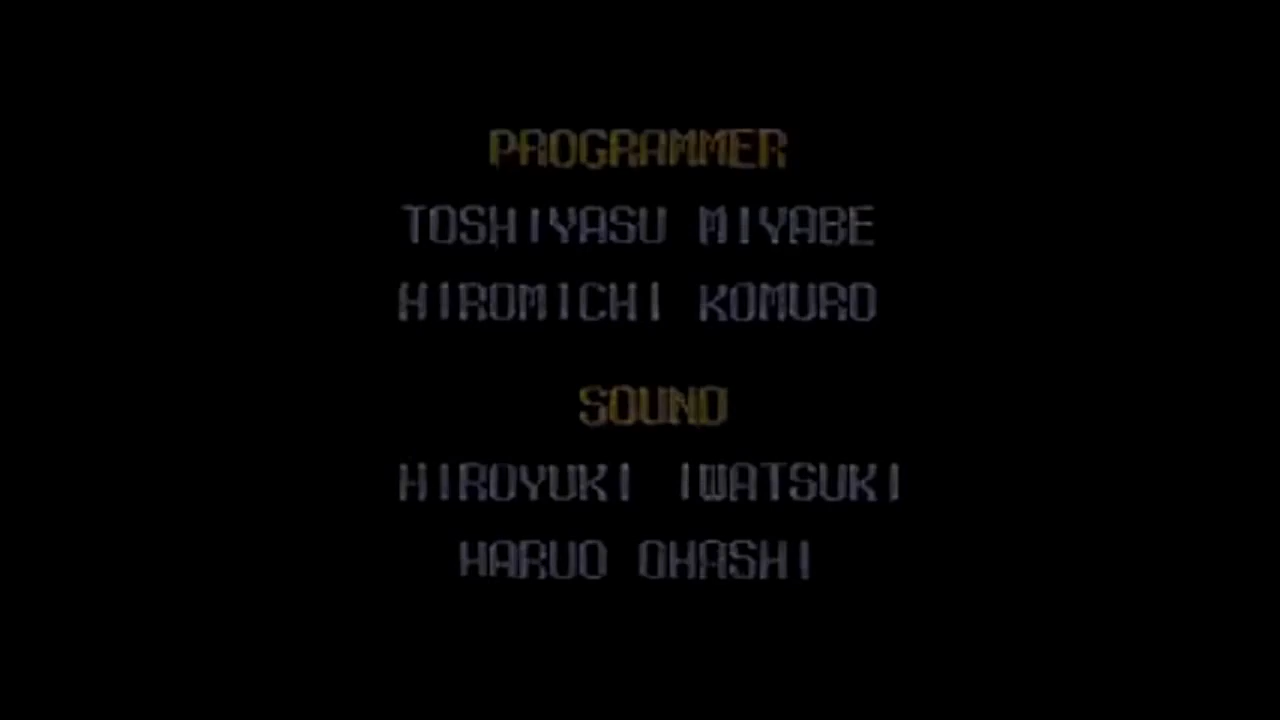 PROGRAMMER
TOSHIYASU MIYABE
HIROMICHI KOMURO
SOUND
HIROYUKI IWATSUKI
HARUO OHASHI